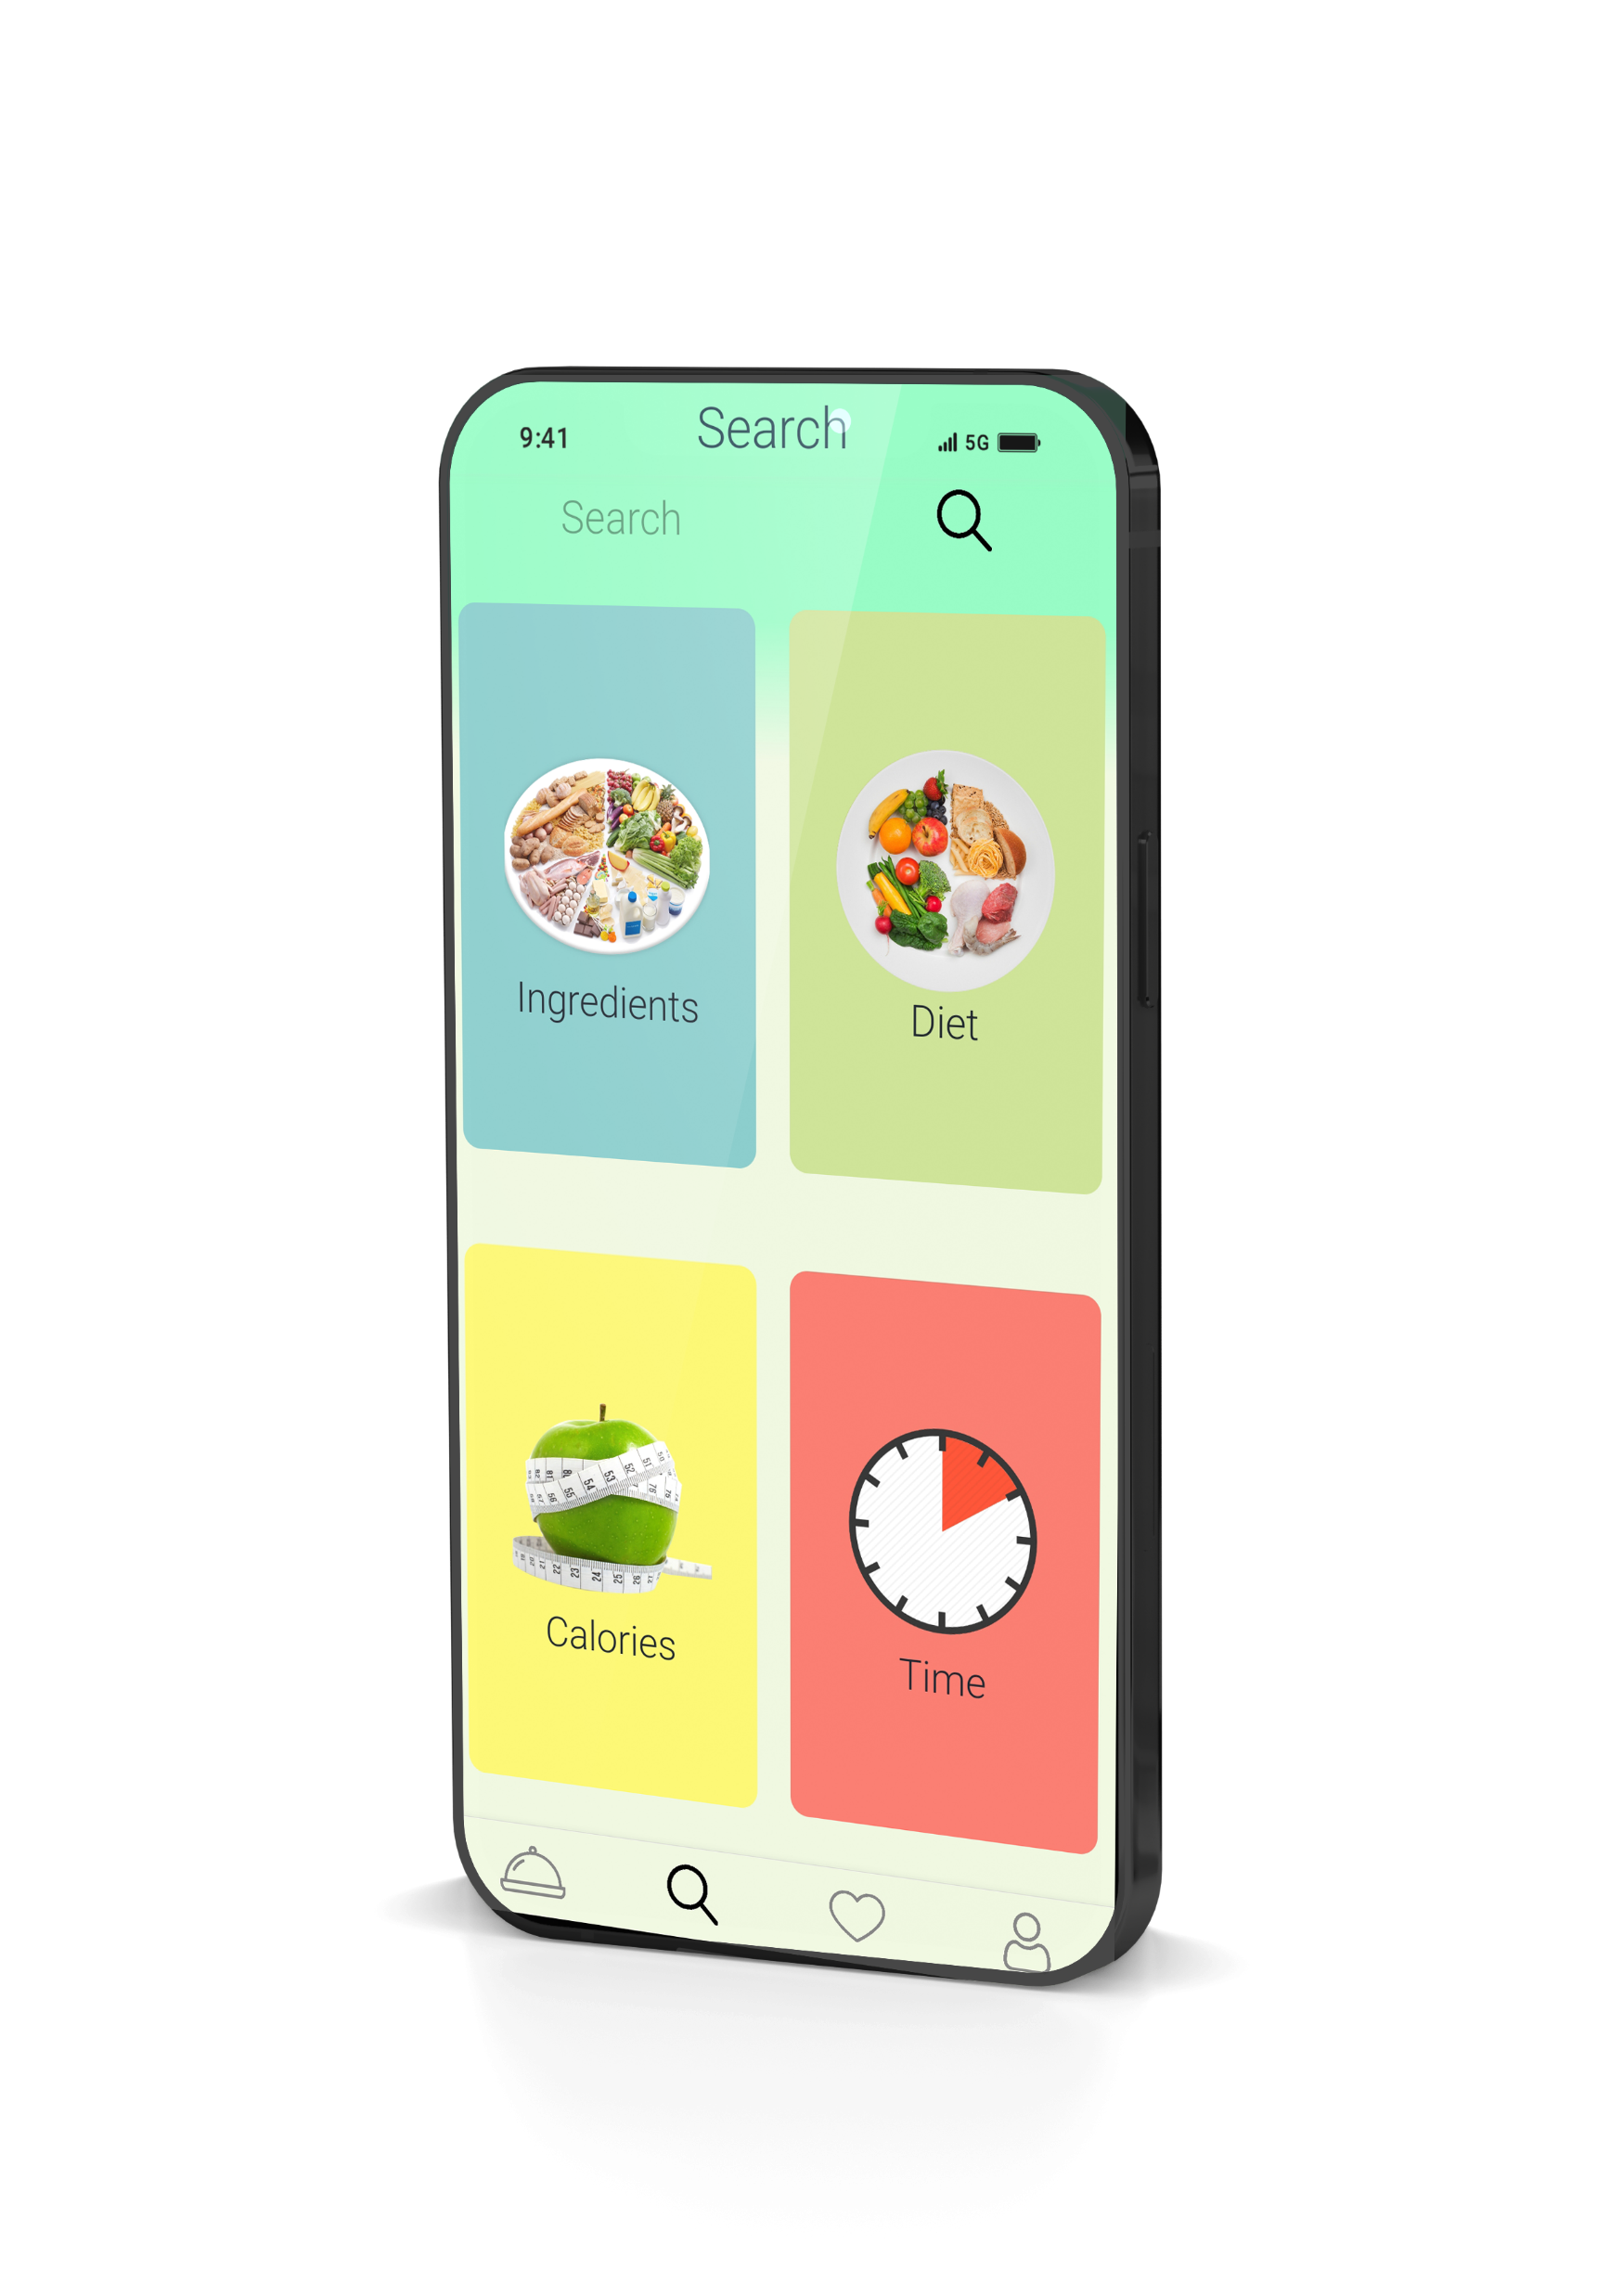 9:41
Search
5G
Search
Ingredients
Diet
Calories
Time